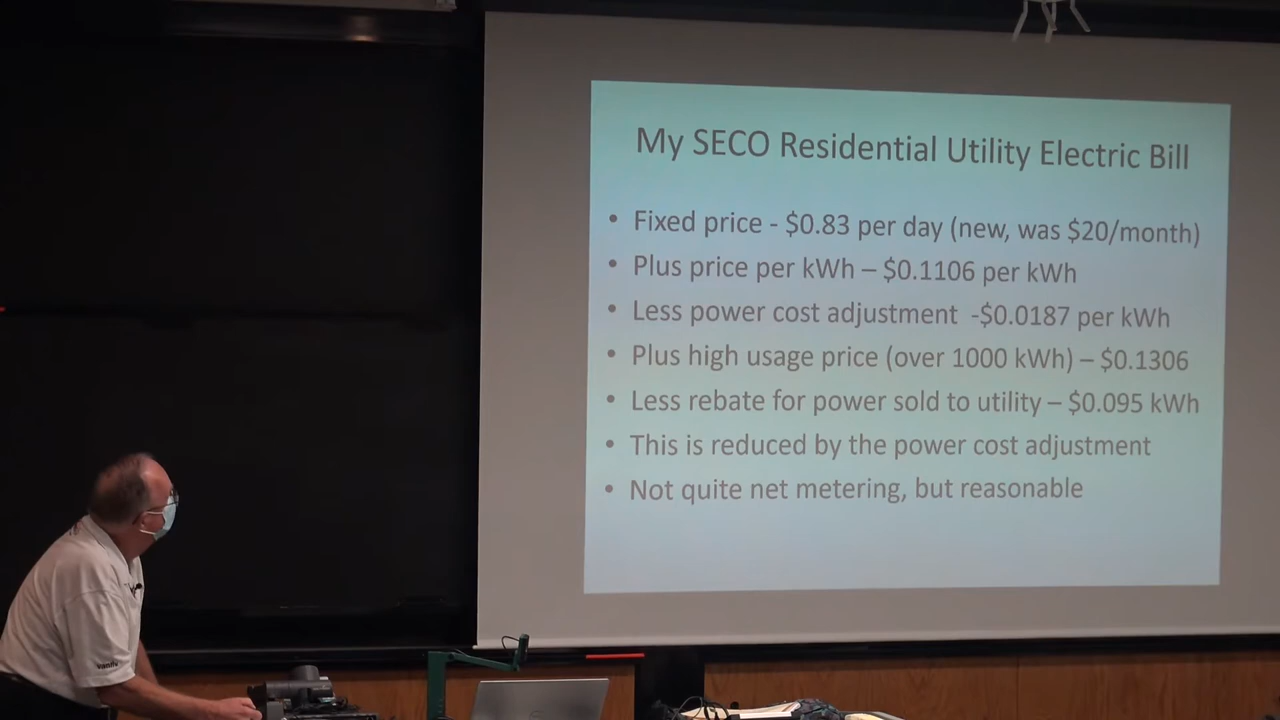 My SECO Residential Utility Electric Bill
• Fixed price - $0.83 per day (new, was $20/month)
• Plus price per kWh – $0.1106 per kWh
• Less power cost adjustment -$0.0187 per kWh
• Plus high usage price (over 1000 kWh) – $0.1306
• Less rebate for power sold to utility – $0.095 kWh
• This is reduced by the power cost adjustment
• Not quite net metering, but reasonable